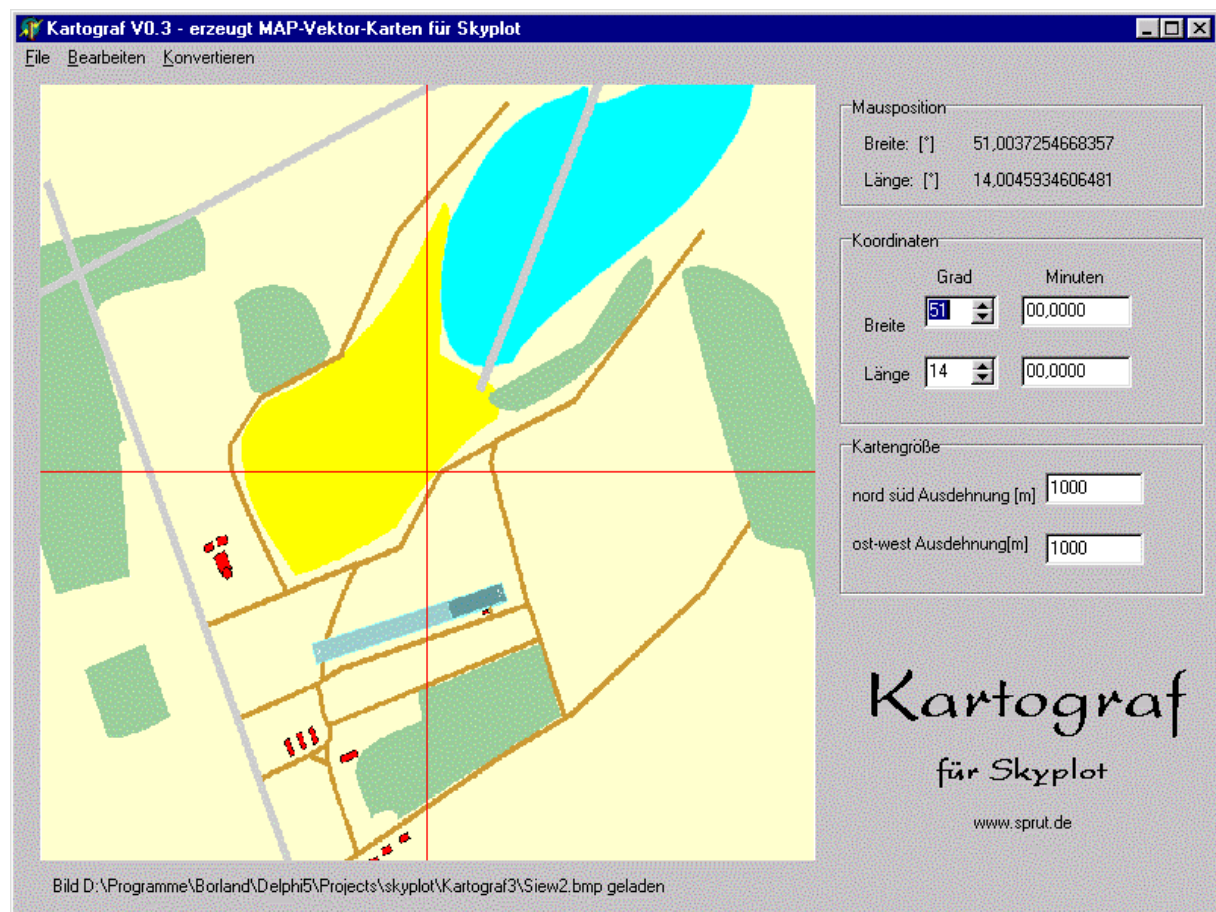 Kartograf V0.3 - erzeugt MAP-Vektor-Karten für Skyplot
File Bearbeiten Konvertieren
Mausposition
Breite: [°] 51,0037254668357
Länge: [°] 14,0045934606481
Koordinaten
Grad Minuten
Breite 51 00,0000
Länge 14 00,0000
Kartengröße
nord süd Ausdehnung [m] 1000
ost-west Ausdehnung[m] 1000
Kartograf
für Skyplot
www.sprut.de
Bild D:\Programme\Borland\Delphi5\Projects\skyplot\Kartograf3\Siew2.bmp geladen